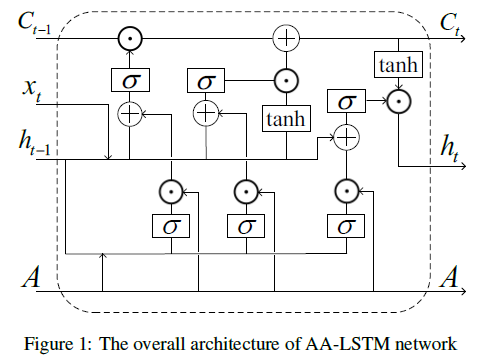 C_{t-1} C_t
tanh
σ σ
x_t σ
tanh
h_{t-1} h_t
σ σ σ
A A
Figure 1: The overall architecture of AA-LSTM network